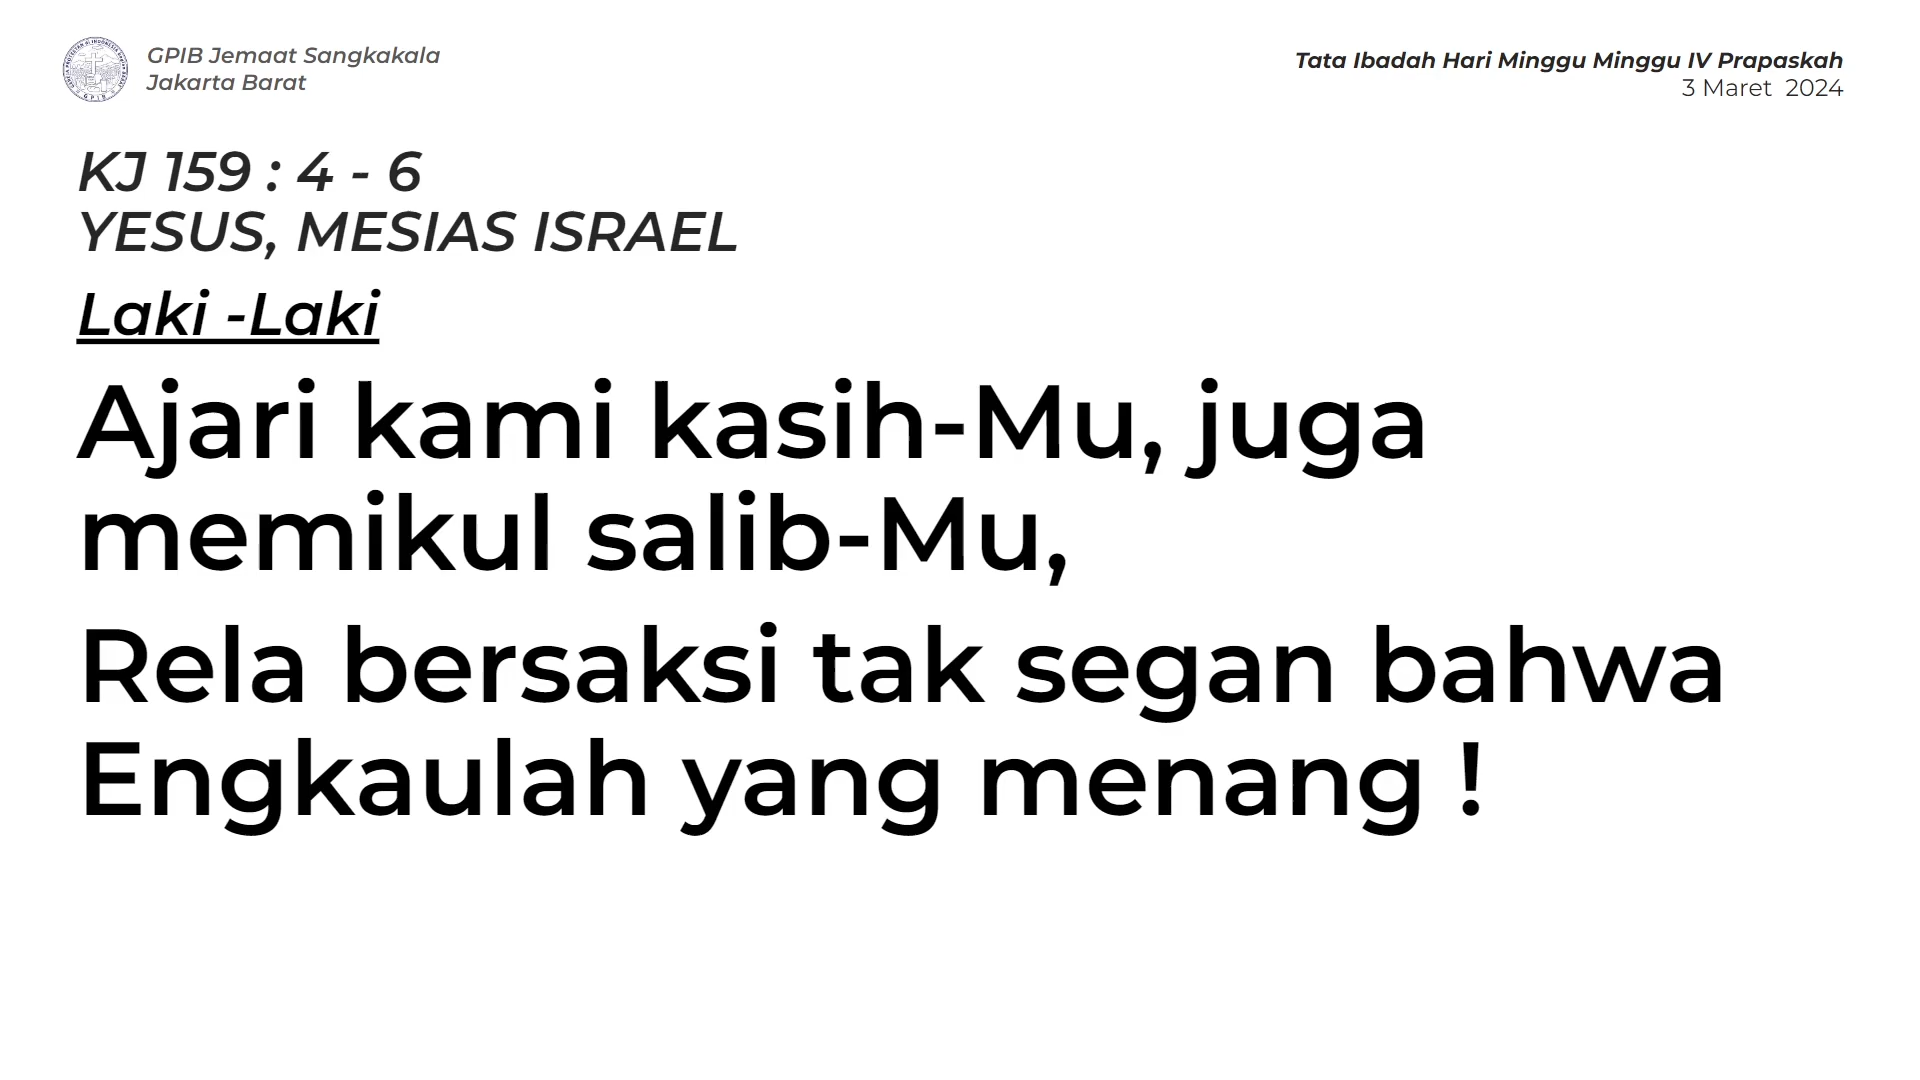 GPIB Jemaat Sangkakala
Jakarta Barat
Tata Ibadah Hari Minggu Minggu IV Prapaskah
3 Maret  2024
KJ 159 : 4 - 6
YESUS, MESIAS ISRAEL
Laki -Laki
Ajari kami kasih-Mu, juga
memikul salib-Mu,
Rela bersaksi tak segan bahwa
Engkaulah yang menang !